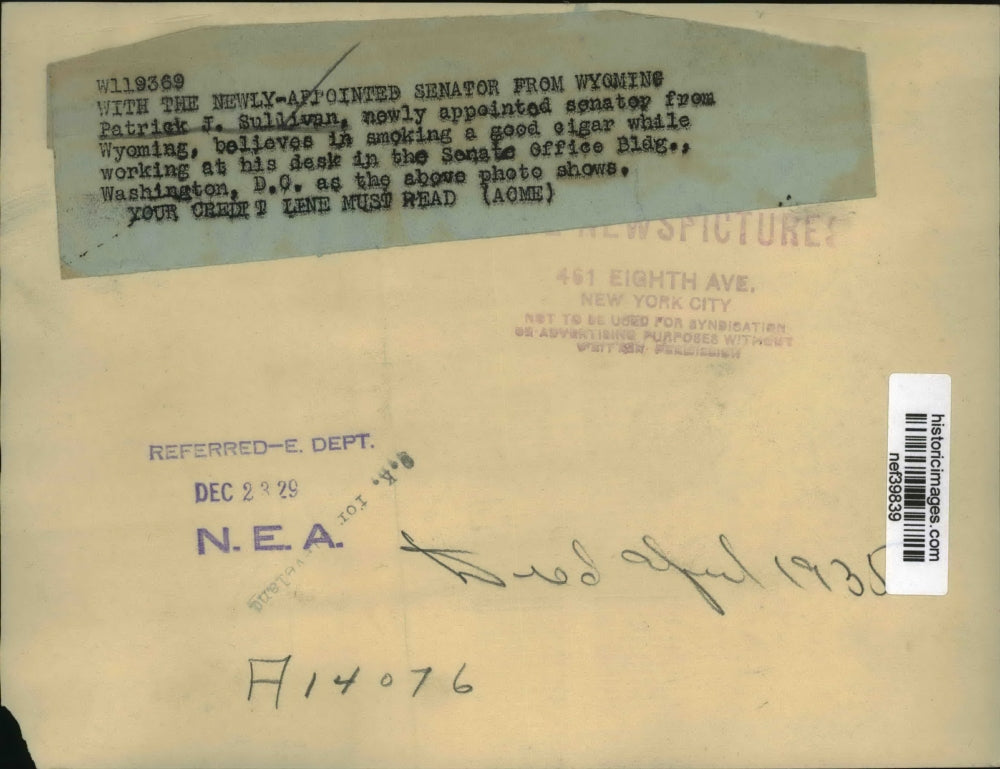 W119369
WITH THE NEWLY-APPOINTED SENATOR FROM WYOMING
Patrick J. Sullivan, newly appointed senator from
Wyoming, believes in smoking a good cigar while
working at his desk in the Senate Office Bldg.,
Washington, D.C. as the above photo shows.
YOUR CREDIT LINE MUST READ (ACME)
NEWSPICTURES
461 EIGHTH AVE.
NEW YORK CITY
NOT TO BE USED FOR SYNDICATION
OR ADVERTISING PURPOSES WITHOUT
WRITTEN PERMISSION
historicimages.com
nef39839
REFERRED—E. DEPT.
DEC 23 29
N. E. A.
Died April 1935
A14076